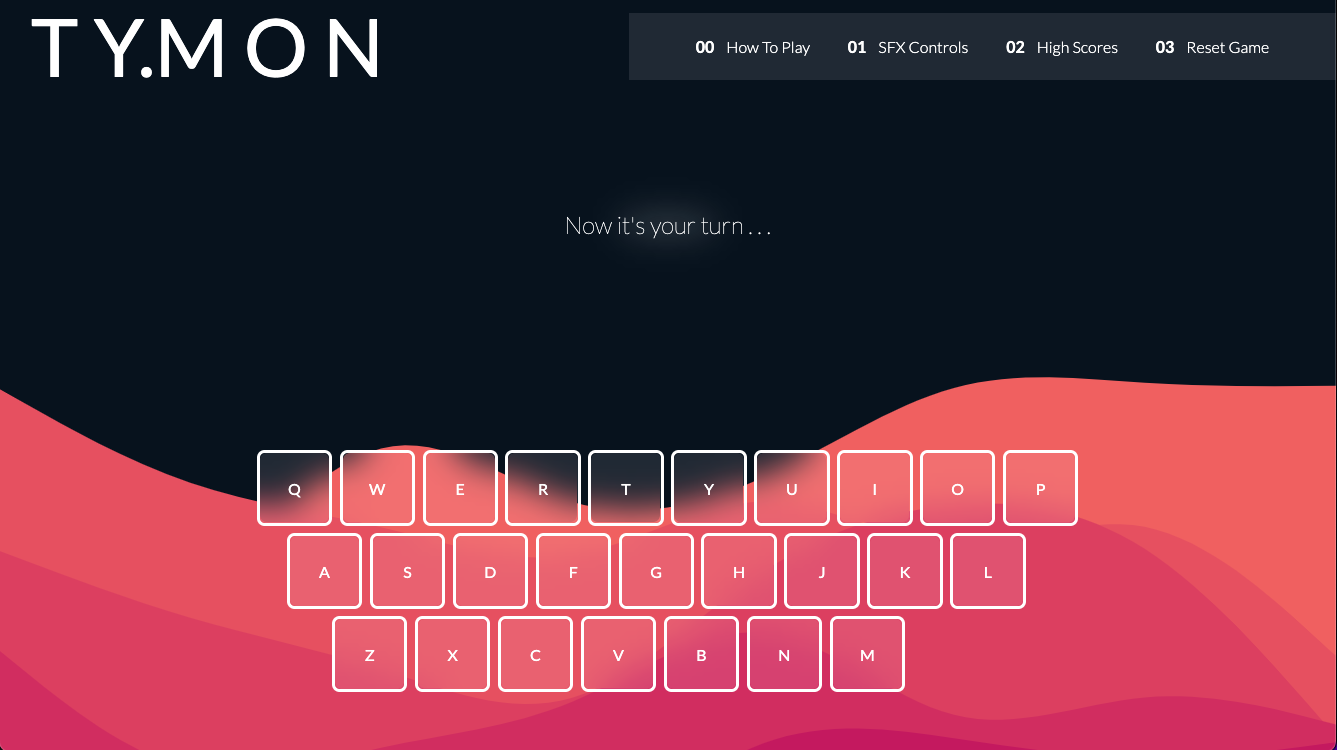 TY.MON
00 How To Play 01 SFX Controls 02 High Scores 03 Reset Game
Now it's your turn . . .
Q W E R T Y U I O P
A S D F G H J K L
Z X C V B N M